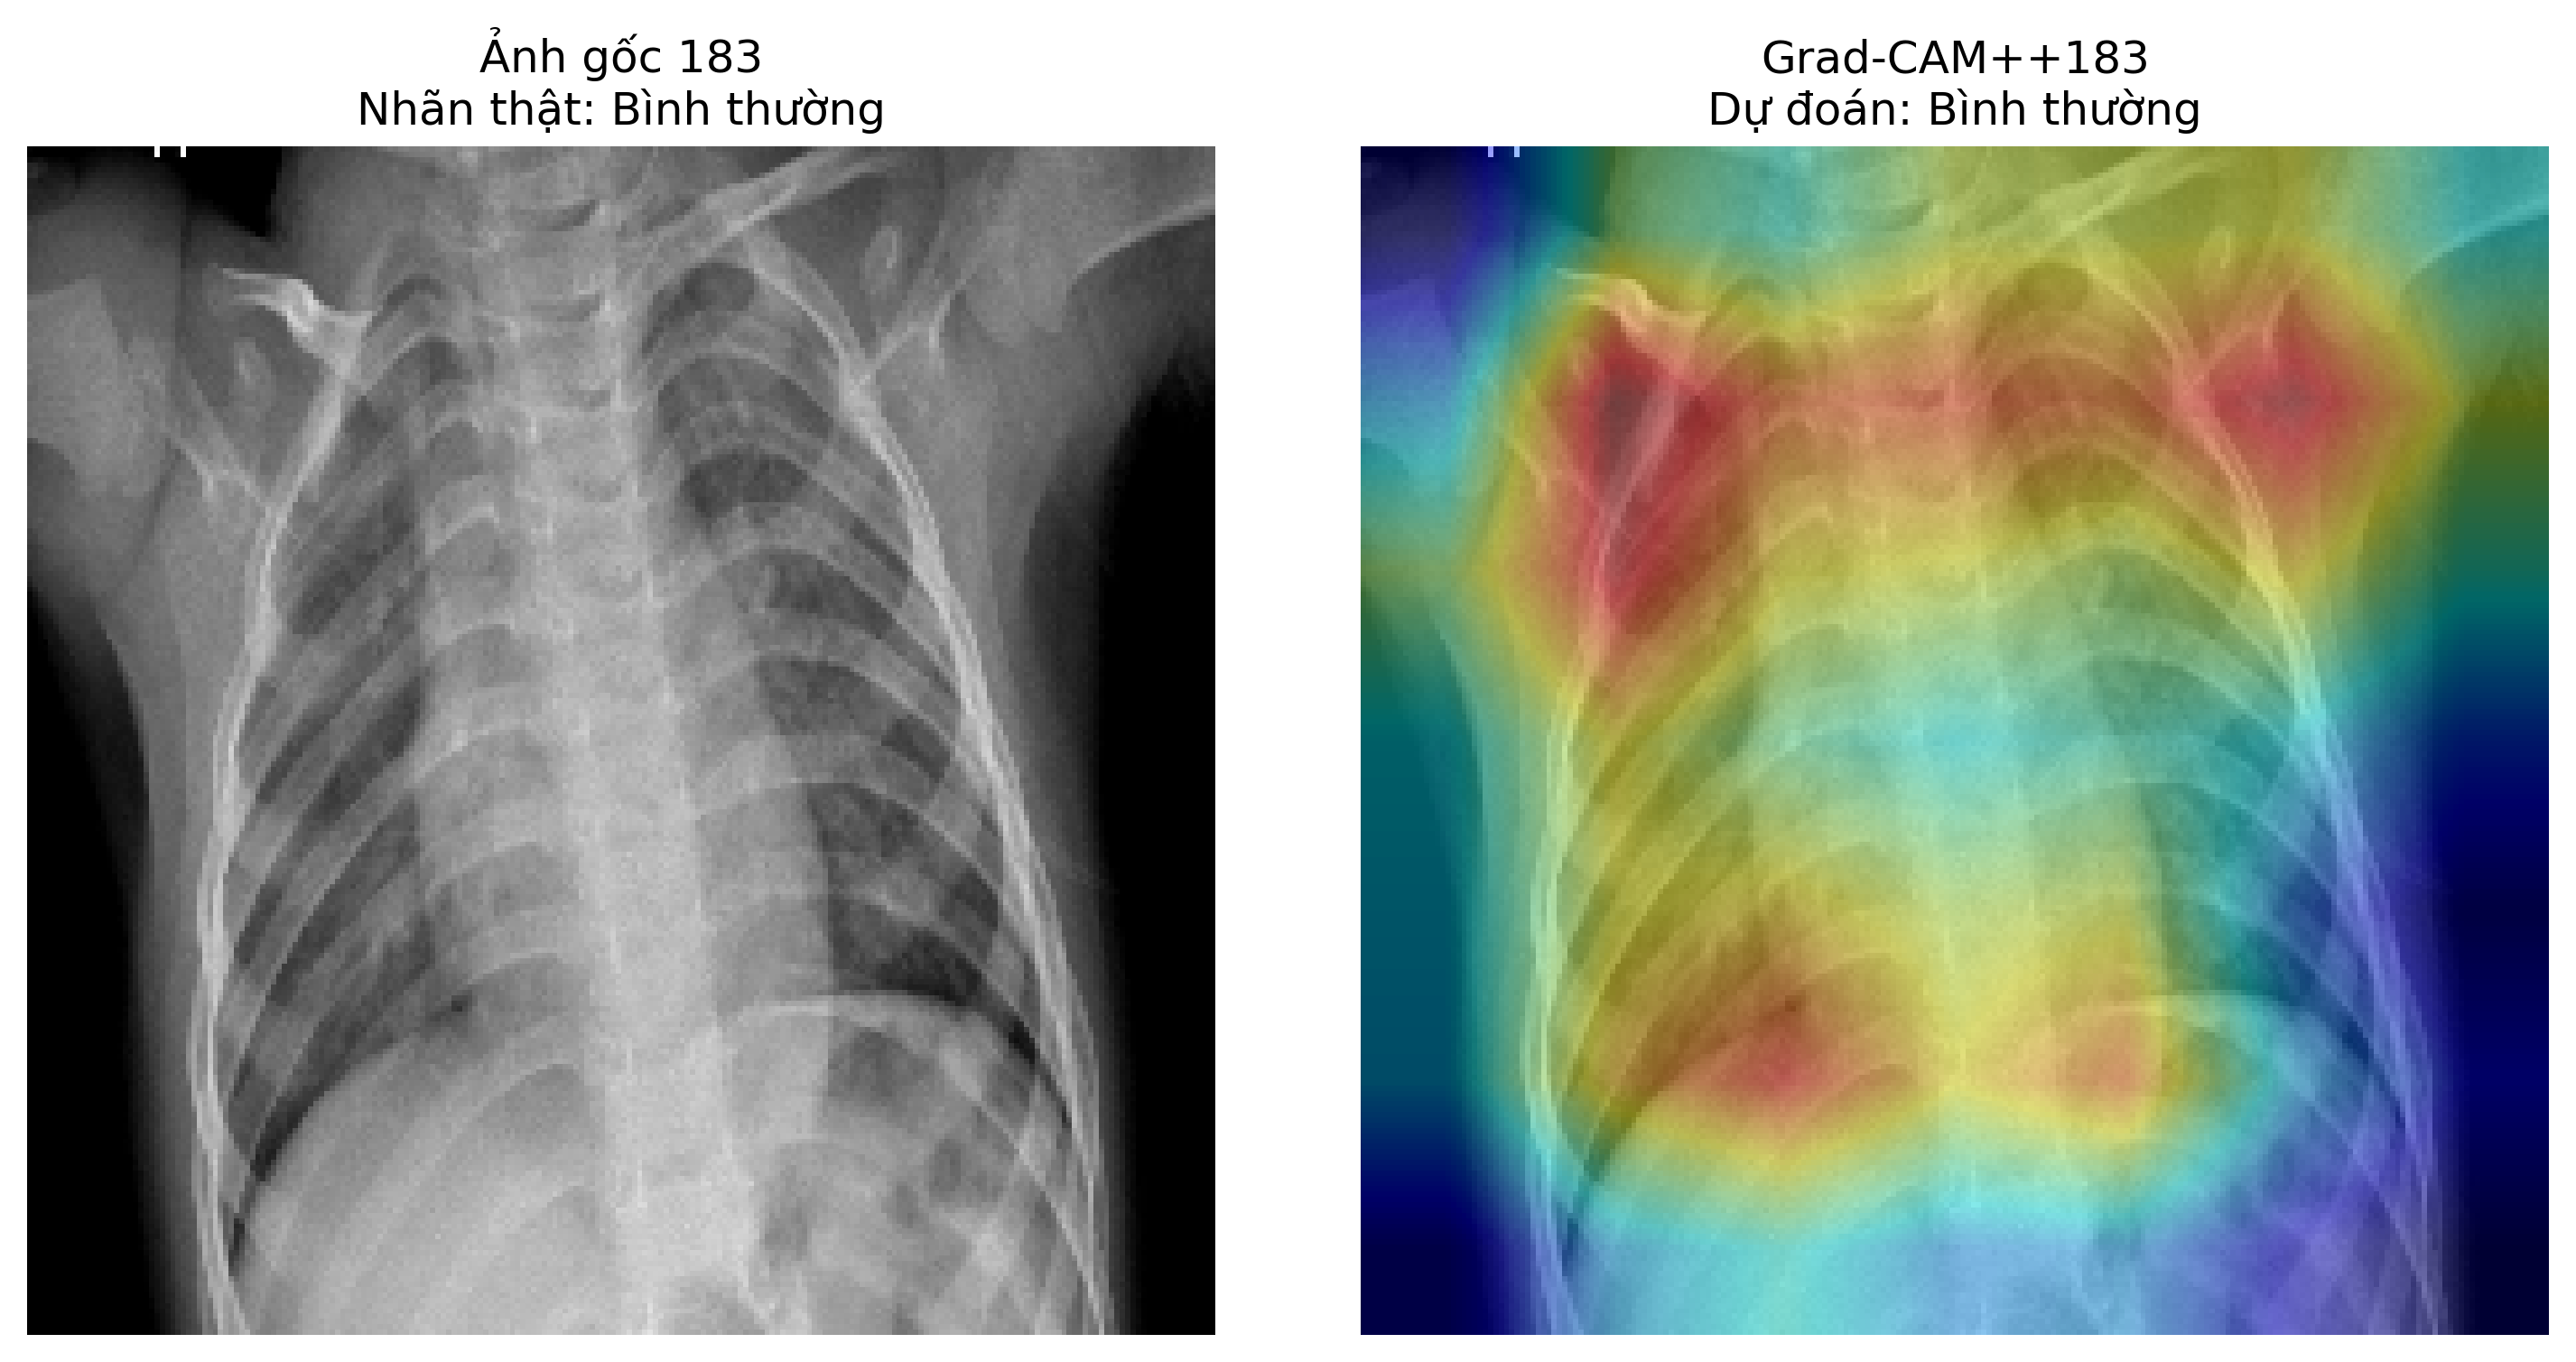 Ảnh gốc 183
Nhãn thật: Bình thường
Grad-CAM++183
Dự đoán: Bình thường